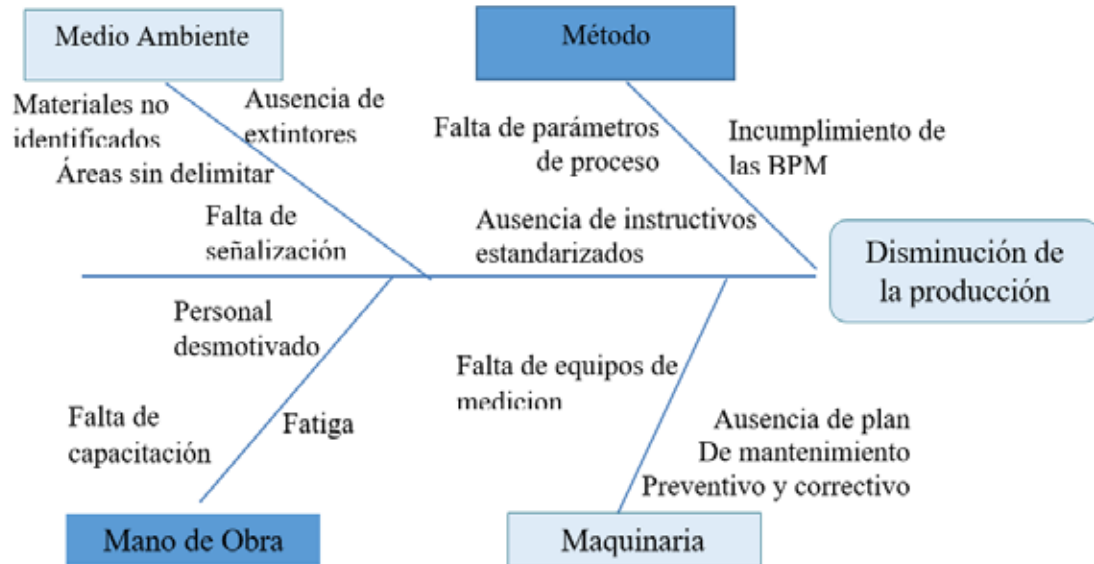 Medio Ambiente
Método
Materiales no
identificados
Ausencia de
extintores
Áreas sin delimitar
Falta de
señalización
Falta de parámetros
de proceso
Incumplimiento de
las BPM
Ausencia de instructivos
estandarizados
Disminución de
la producción
Personal
desmotivado
Falta de
capacitación
Fatiga
Falta de equipos de
medicion
Ausencia de plan
De mantenimiento
Preventivo y correctivo
Mano de Obra
Maquinaria